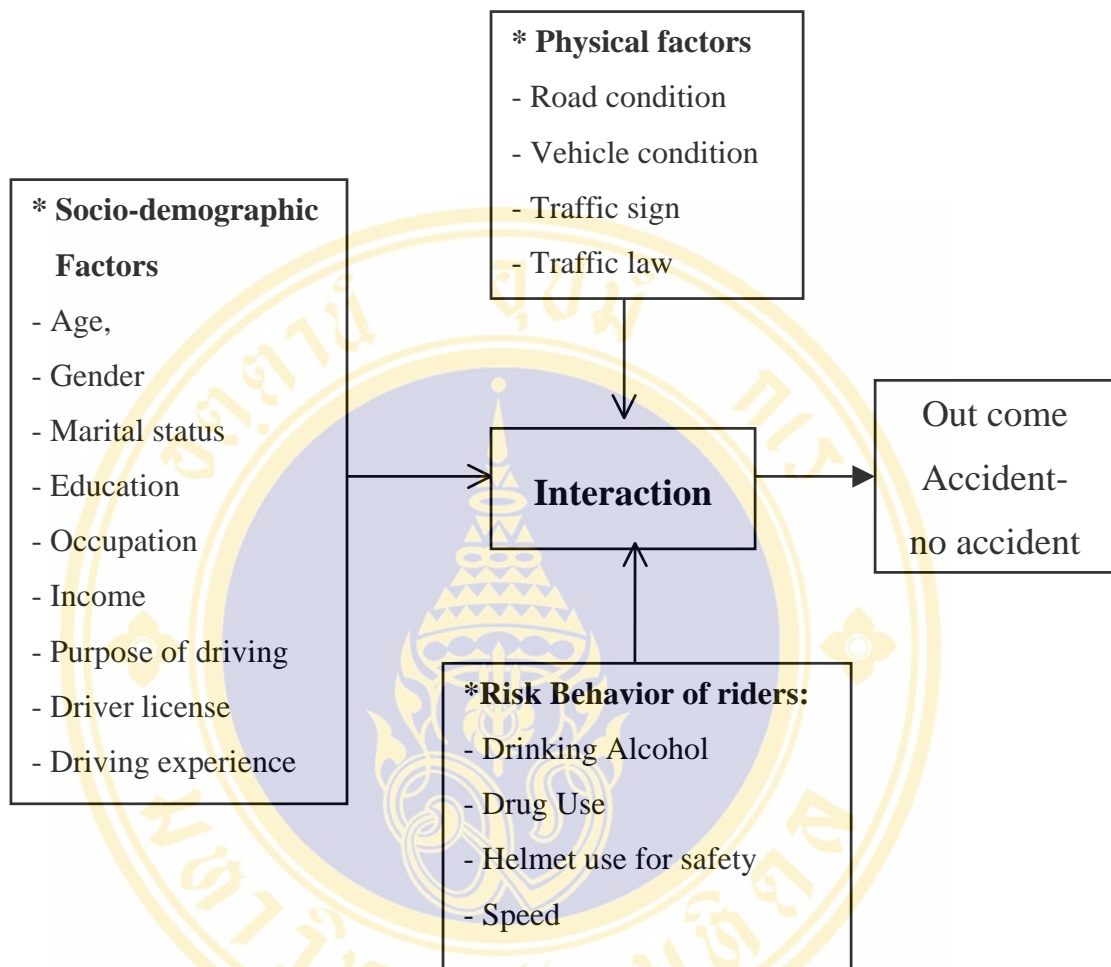 * Physical factors
- Road condition
- Vehicle condition
- Traffic sign
- Traffic law
* Socio-demographic
Factors
- Age,
- Gender
- Marital status
- Education
- Occupation
- Income
- Purpose of driving
- Driver license
- Driving experience
Interaction
Out come
Accident-
no accident
*Risk Behavior of riders:
- Drinking Alcohol
- Drug Use
- Helmet use for safety
- Speed